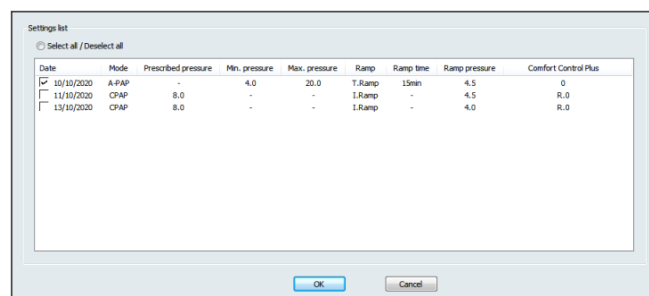 Settings list
Select all / Deselect all
Date Mode Prescribed pressure Min. pressure Max. pressure Ramp Ramp time Ramp pressure Comfort Control Plus
10/10/2020 A-PAP - 4.0 20.0 T.Ramp 15min 4.5 0
11/10/2020 CPAP 8.0 - - I.Ramp - 4.5 R.0
13/10/2020 CPAP 8.0 - - I.Ramp - 4.0 R.0
OK Cancel